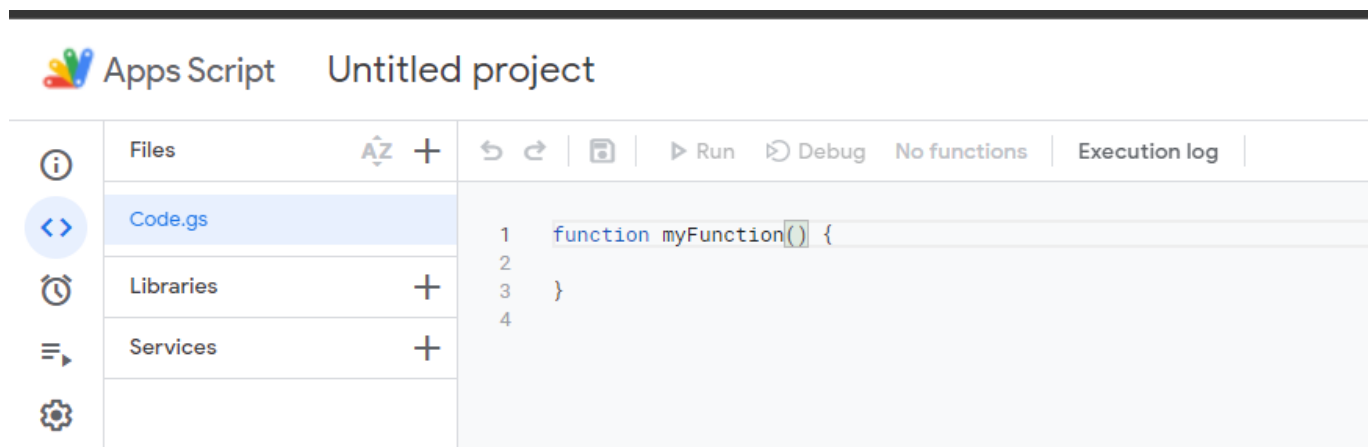 Apps Script Untitled project
Files AZ
Run Debug No functions Execution log
Code.gs
1 function myFunction() {
2
3 }
4
Libraries
Services